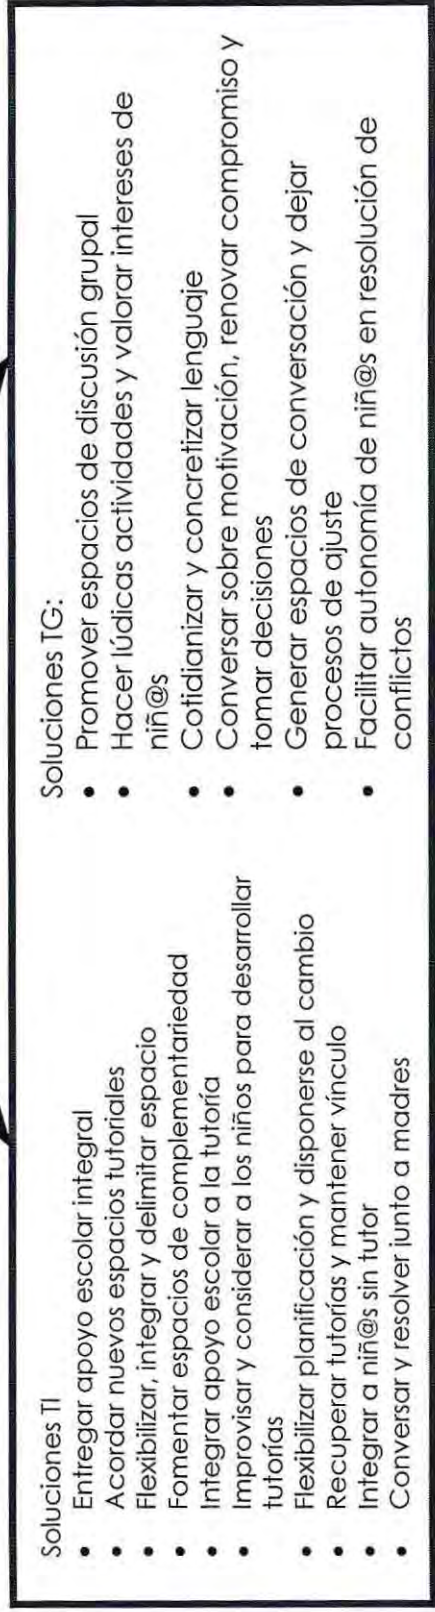 Soluciones TI
• Entregar apoyo escolar integral
• Acordar nuevos espacios tutoriales
• Flexibilizar, integrar y delimitar espacio
• Fomentar espacios de complementariedad
• Integrar apoyo escolar a la tutoría
• Improvisar y considerar a los niños para desarrollar
tutorías
• Flexibilizar planificación y disponerse al cambio
• Recuperar tutorías y mantener vínculo
• Integrar a niñ@s sin tutor
• Conversar y resolver junto a madres
Soluciones TG:
• Promover espacios de discusión grupal
• Hacer lúdicas actividades y valorar intereses de
niñ@s
• Cotidianizar y concretizar lenguaje
• Conversar sobre motivación, renovar compromiso y
tomar decisiones
• Generar espacios de conversación y dejar
procesos de ajuste
• Facilitar autonomía de niñ@s en resolución de
conflictos